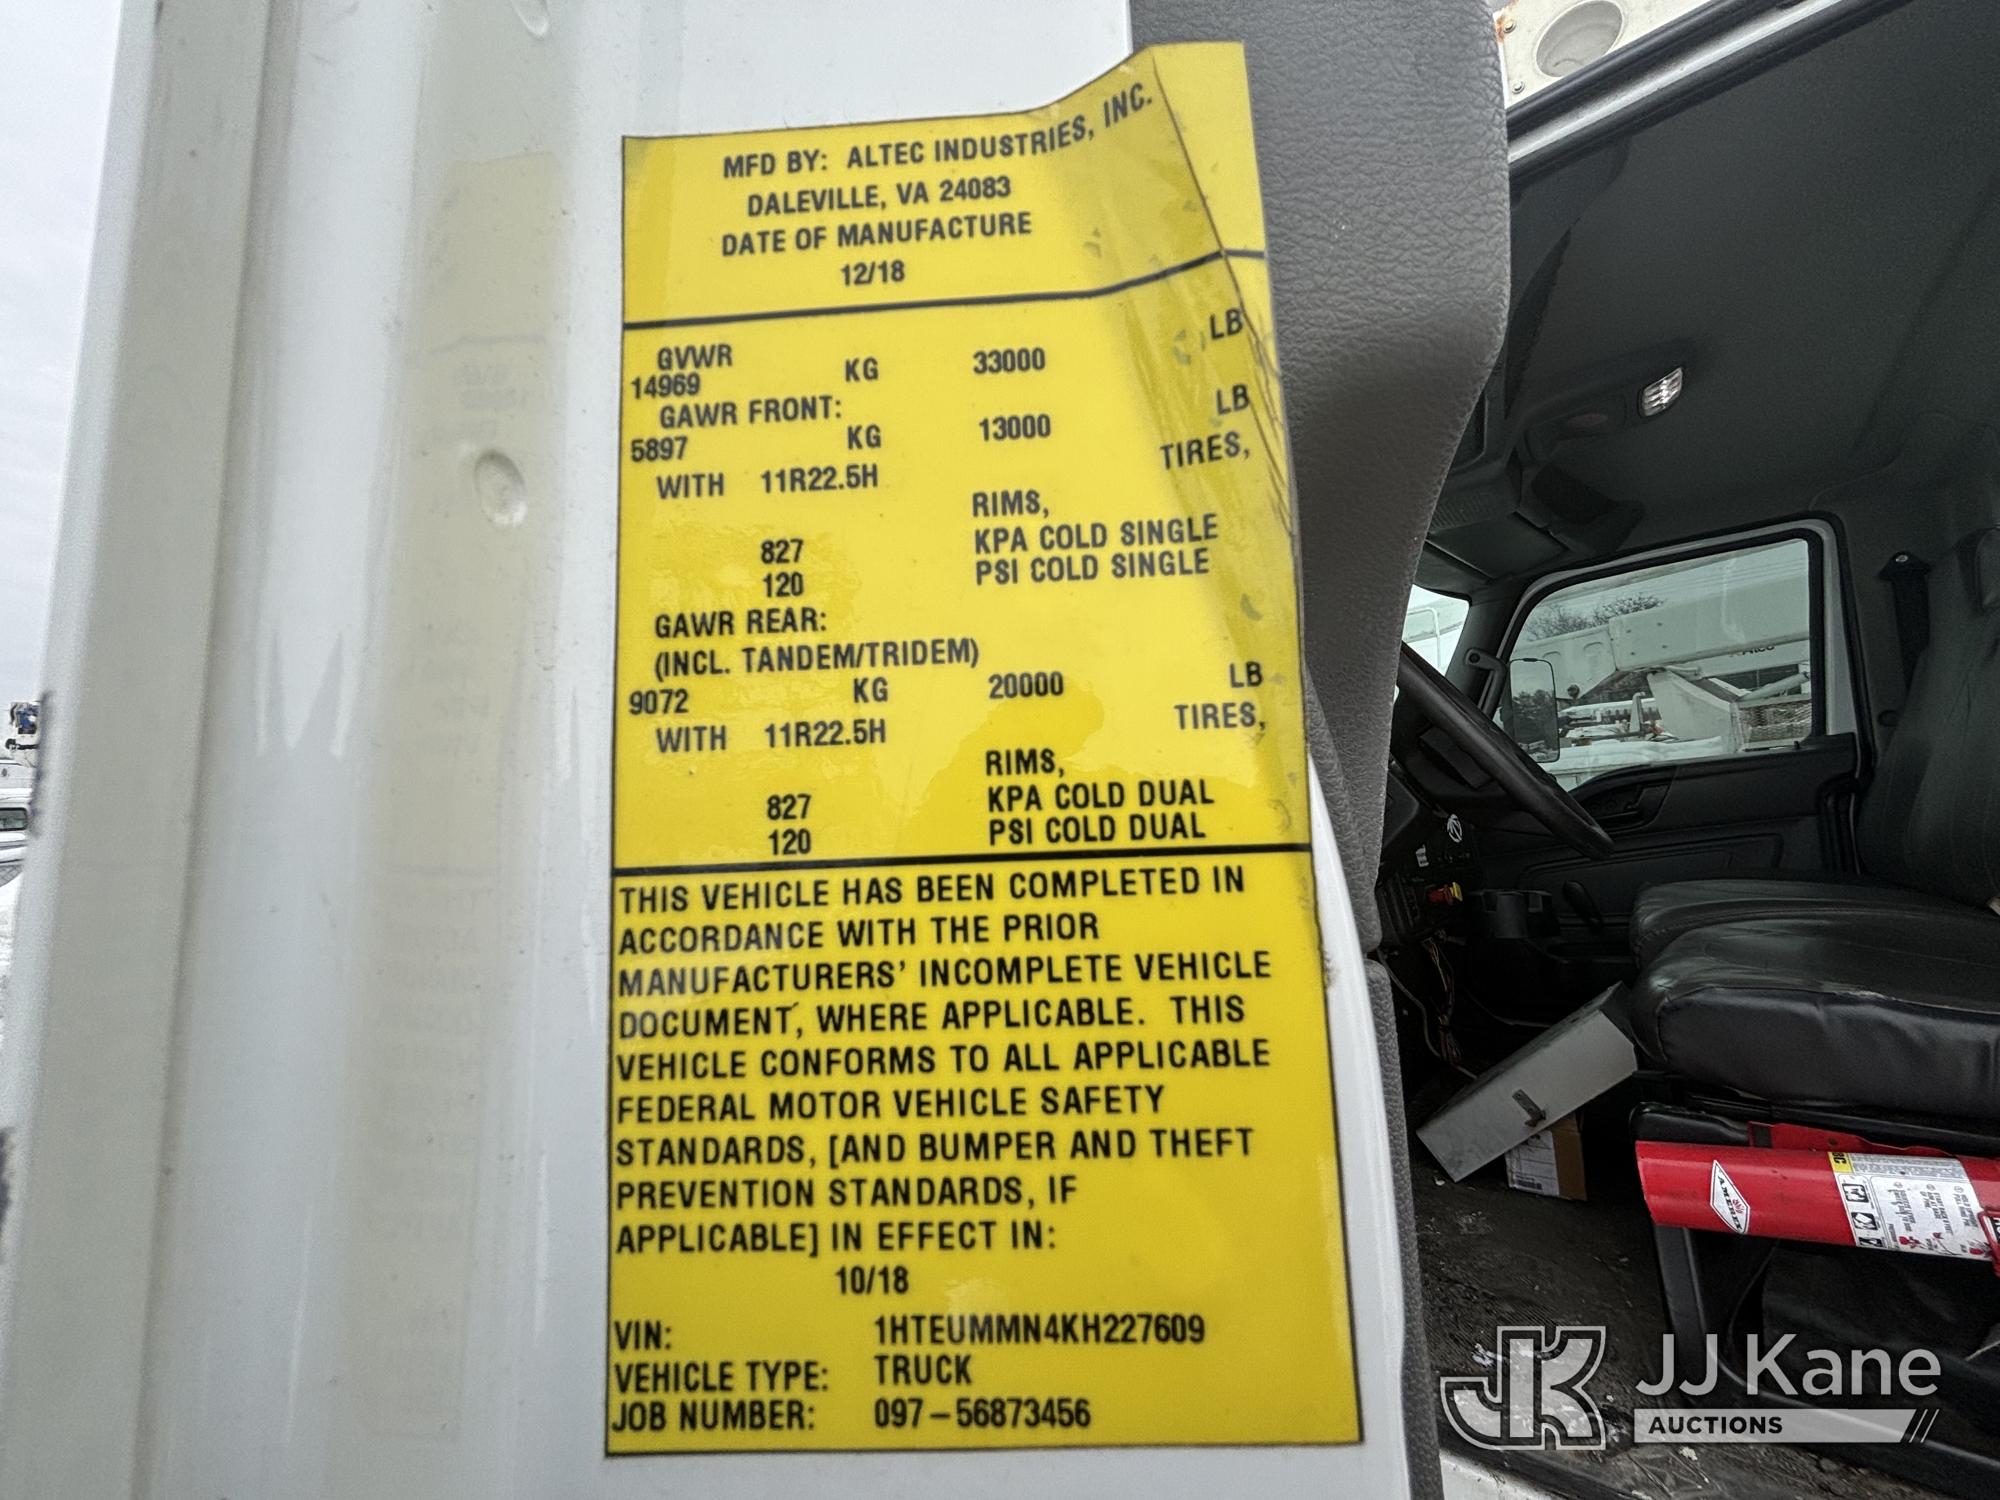 MFD BY: ALTEC INDUSTRIES, INC.
DALEVILLE, VA 24083
DATE OF MANUFACTURE
12/18
GVWR
14969 KG 33000 LB
GAWR FRONT:
5897 KG 13000 LB
WITH 11R22.5H TIRES,
RIMS,
827 KPA COLD SINGLE
120 PSI COLD SINGLE
GAWR REAR:
(INCL. TANDEM/TRIDEM)
9072 KG 20000 LB
WITH 11R22.5H TIRES,
RIMS,
827 KPA COLD DUAL
120 PSI COLD DUAL
THIS VEHICLE HAS BEEN COMPLETED IN
ACCORDANCE WITH THE PRIOR
MANUFACTURERS' INCOMPLETE VEHICLE
DOCUMENT, WHERE APPLICABLE. THIS
VEHICLE CONFORMS TO ALL APPLICABLE
FEDERAL MOTOR VEHICLE SAFETY
STANDARDS, [AND BUMPER AND THEFT
PREVENTION STANDARDS, IF
APPLICABLE] IN EFFECT IN:
10/18
VIN: 1HTEUMMN4KH227609
VEHICLE TYPE: TRUCK
JOB NUMBER: 097-56873456
JK JJ Kane
AUCTIONS